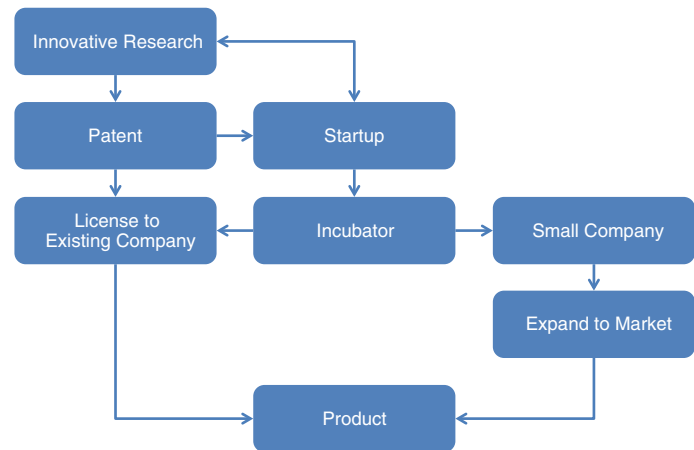 Innovative Research
Patent
Startup
License to
Existing Company
Incubator
Small Company
Expand to Market
Product